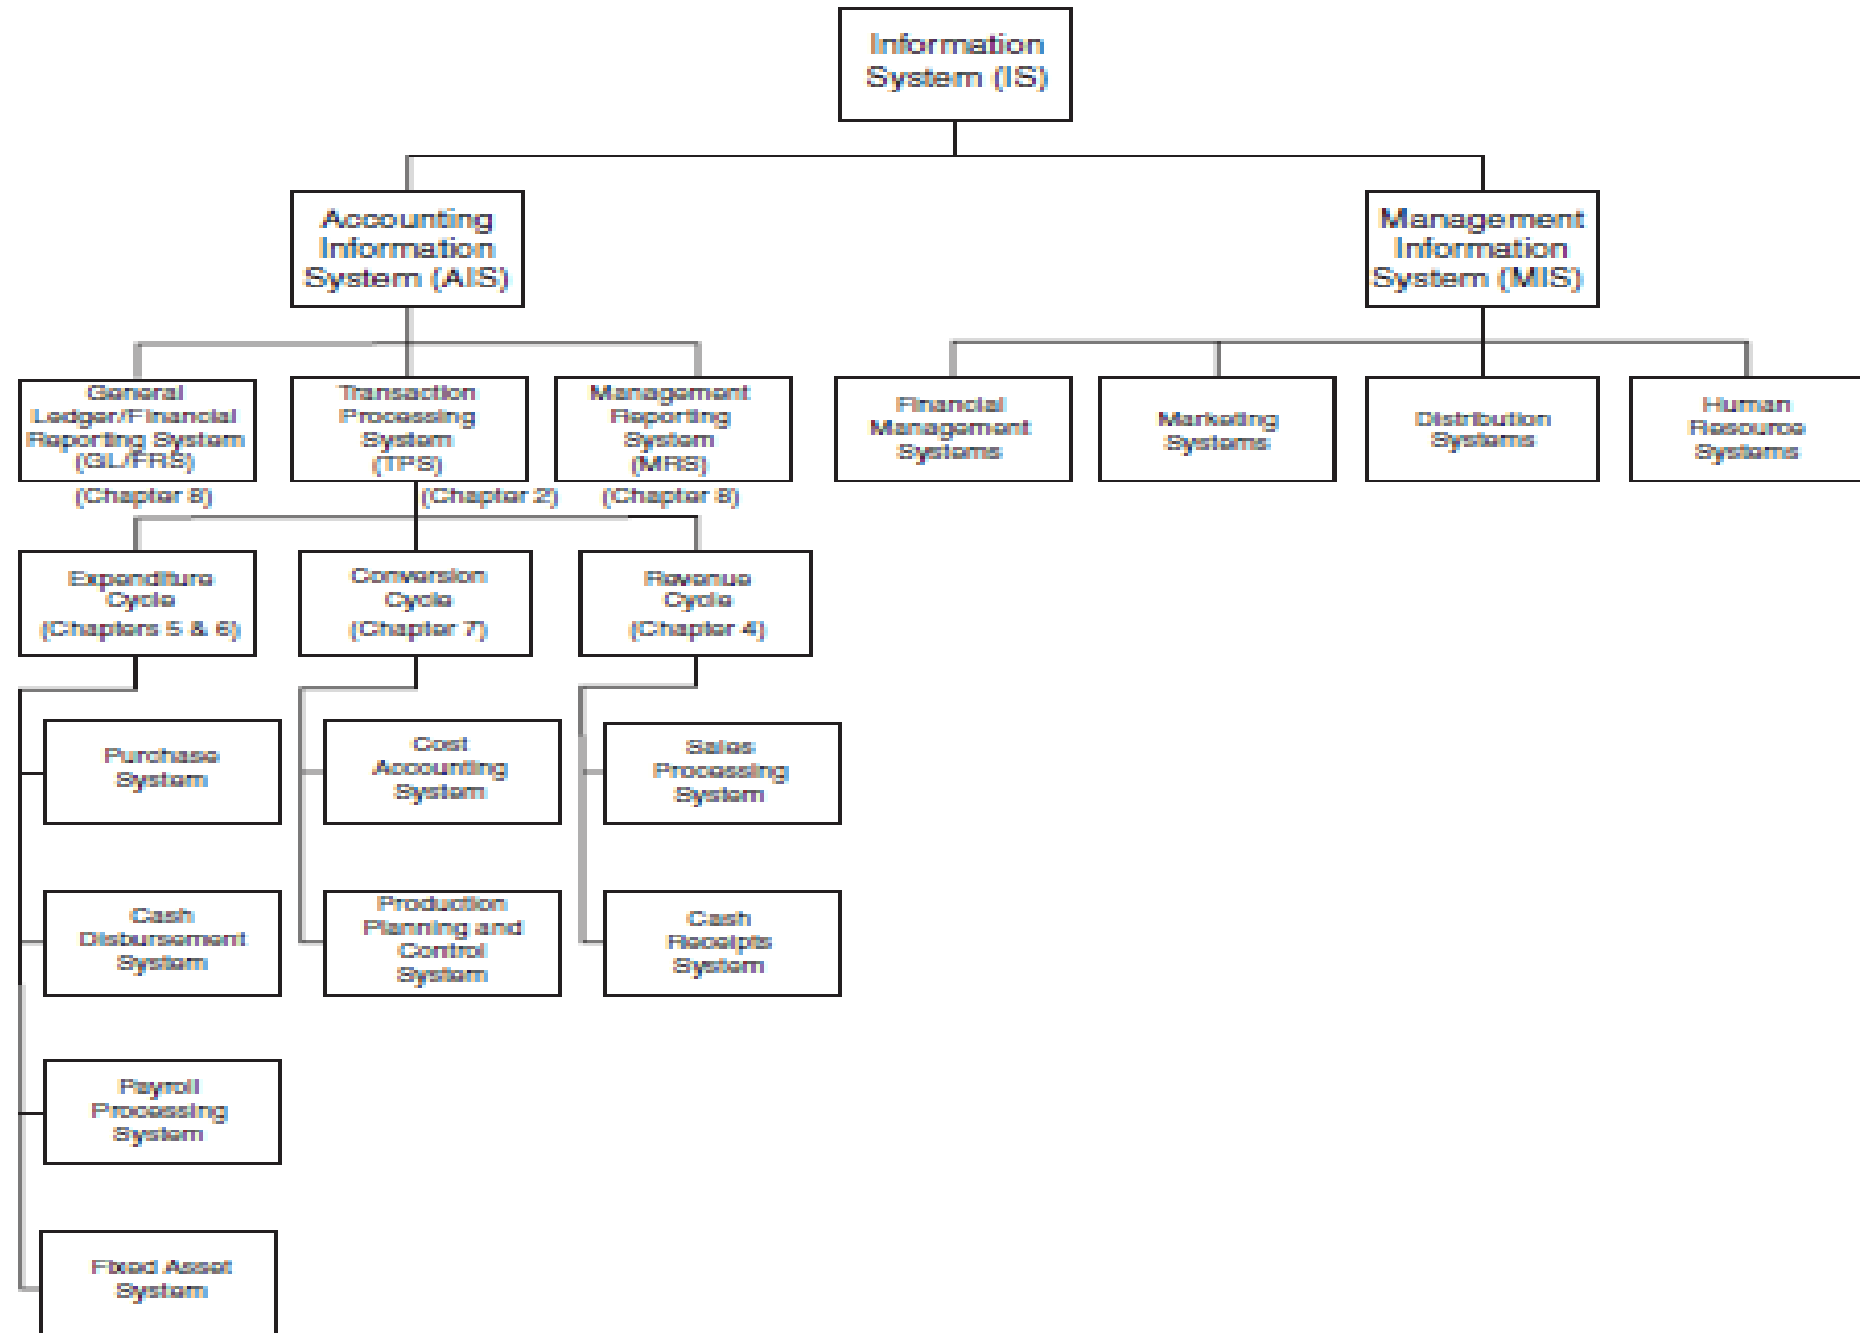 Information
System (IS)
Accounting
Information
System (AIS)
Management
Information
System (MIS)
General
Ledger/Financial
Reporting System
(GL/FRS)
(Chapter 8)
Transaction
Processing
System
(TPS)
(Chapter 2)
Management
Reporting
System
(MRS)
(Chapter 8)
Financial
Management
Systems
Marketing
Systems
Distribution
Systems
Human
Resource
Systems
Expenditure
Cycle
(Chapters 5 & 6)
Conversion
Cycle
(Chapter 7)
Revenue
Cycle
(Chapter 4)
Purchase
System
Cost
Accounting
System
Sales
Processing
System
Cash
Disbursement
System
Production
Planning and
Control
System
Cash
Receipts
System
Payroll
Processing
System
Fixed Asset
System